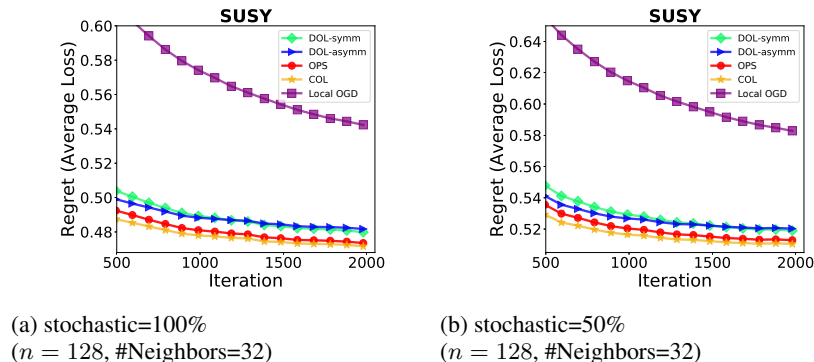 SUSY
Regret (Average Loss)
0.60
0.58
0.56
0.54
0.50
0.48
DOL-symm
DOL-asymm
OPS
COL
Local OGD
500
1000
1500
2000
Iteration
(a) stochastic=100%
(n = 128, #Neighbors=32)
SUSY
Regret (Average Loss)
0.64
0.62
0.60
0.58
0.56
0.54
0.52
DOL-symm
DOL-asymm
OPS
COL
Local OGD
500
1000
1500
2000
Iteration
(b) stochastic=50%
(n = 128, #Neighbors=32)